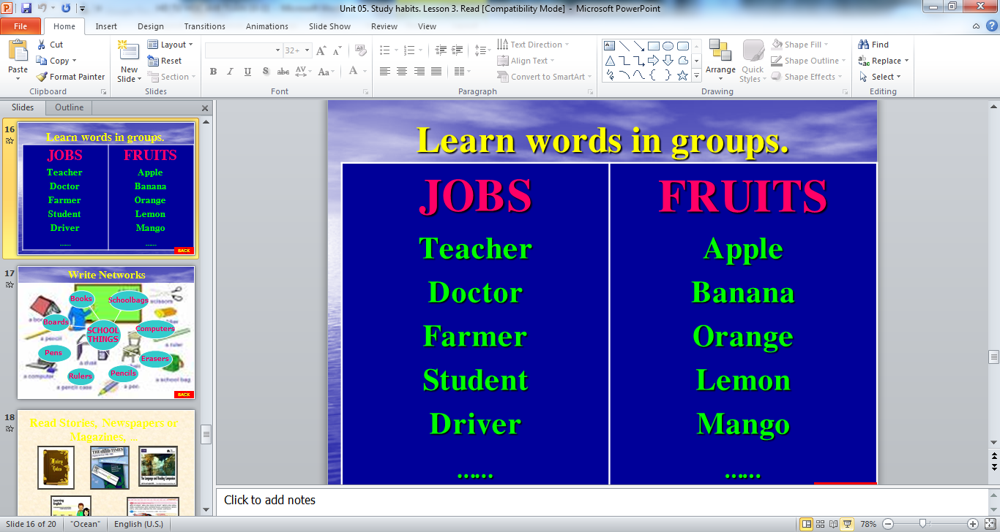 Unit 05. Study habits. Lesson 3. Read [Compatibility Mode] - Microsoft PowerPoint
File Home Insert Design Transitions Animations Slide Show Review View
Paste
Cut
Copy
Format Painter
Clipboard
New
Slide
Layout
Reset
Section
Slides
32+
Font
Paragraph
Text Direction
Align Text
Convert to SmartArt
Arrange
Quick
Styles
Shape Fill
Shape Outline
Shape Effects
Drawing
Find
Replace
Select
Editing
Slides Outline
16
Learn words in groups.
JOBS FRUITS
Teacher Apple
Doctor Banana
Farmer Orange
Student Lemon
Driver Mango
...... ......
BACK
17
Write Networks
Books
Schoolbags
scissors
Boards
SCHOOL
THINGS
Computers
a pencil
a ruler
Pens
Erasers
a computer
Rulers
Pencils
a school bag
a pencil case
a pen
BACK
18
Read Stories, Newspapers or
Magazines, ...
Fairy
Tales
THE TIMES
Learning
English
Learn words in groups.
JOBS FRUITS
Teacher Apple
Doctor Banana
Farmer Orange
Student Lemon
Driver Mango
...... ......
Click to add notes
Slide 16 of 20 "Ocean" English (U.S.) 78%